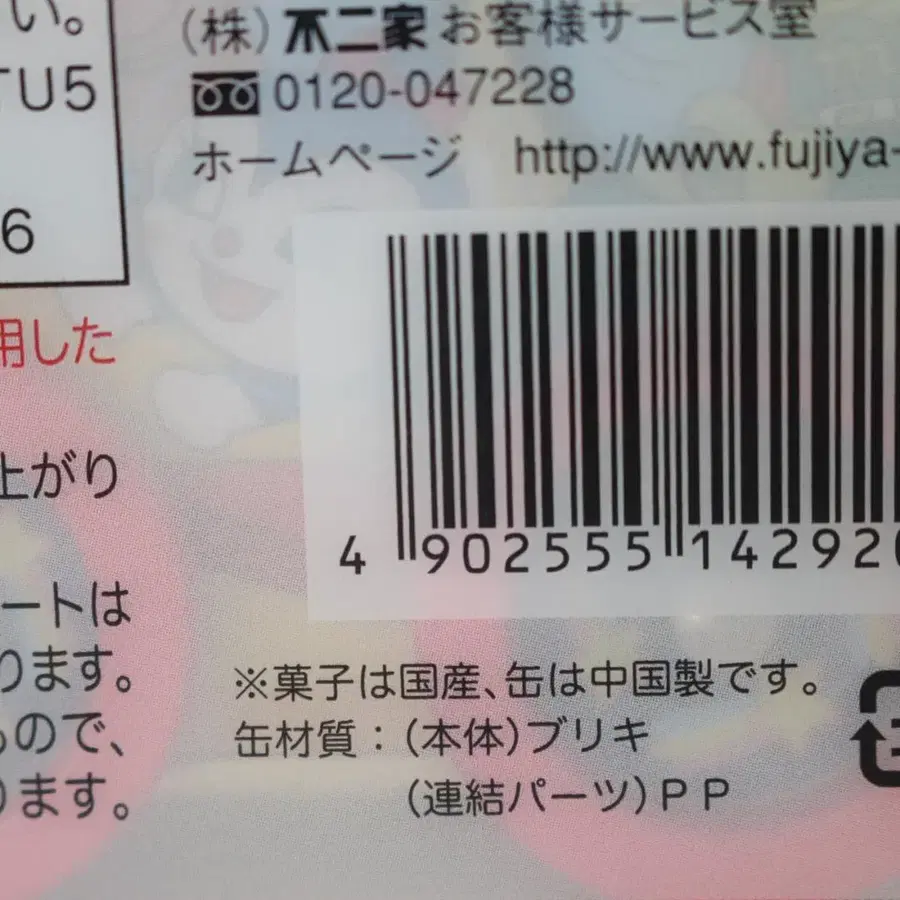 い。
TU5
6
用した
上がり
ートは
ります。
ので、
ます。
(株)不二家お客様サービス室
0120-047228
ホームページ http://www.fujiya-
4 902555 14292
※菓子は国産、缶は中国製です。
缶材質:(本体)ブリキ
(連結パーツ)PP